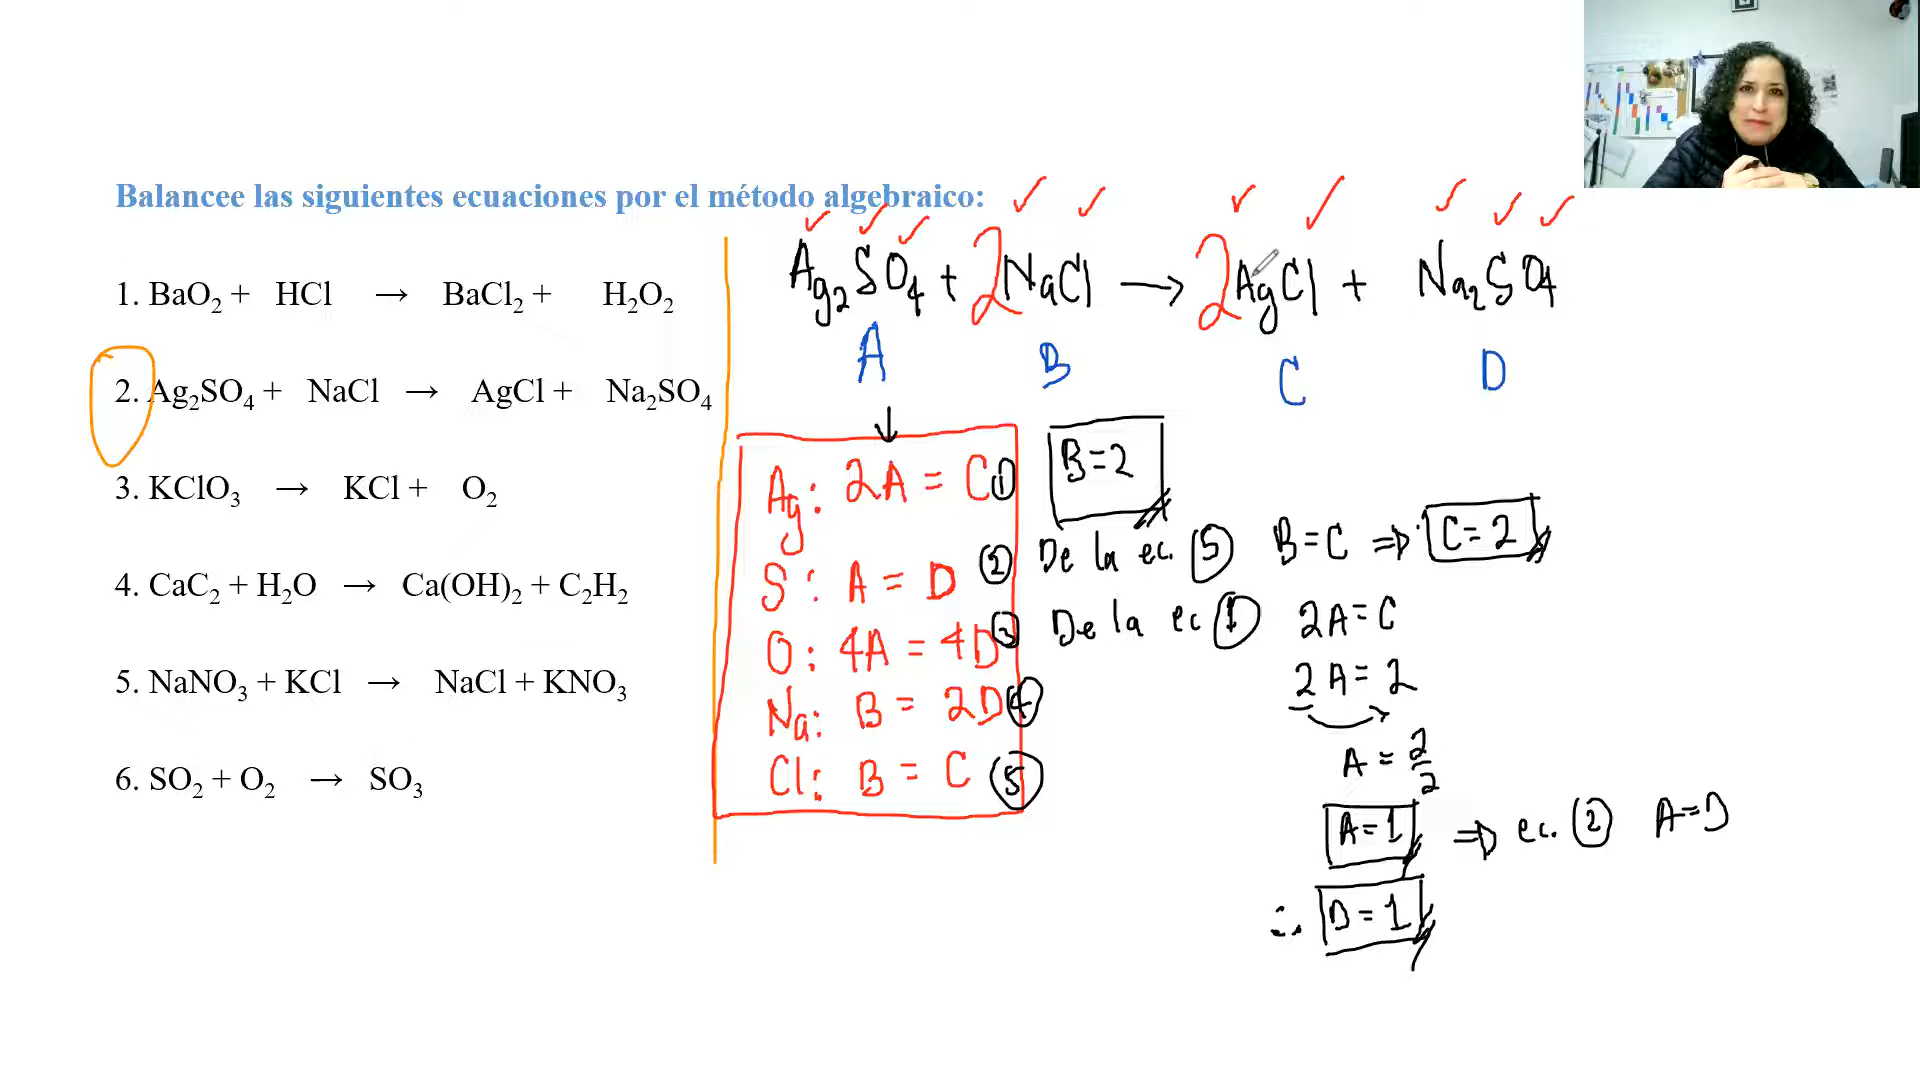 Balancee las siguientes ecuaciones por el método algebraico:
1. BaO₂ + HCl → BaCl₂ + H₂O₂
2. Ag₂SO₄ + NaCl → AgCl + Na₂SO₄
3. KClO₃ → KCl + O₂
4. CaC₂ + H₂O → Ca(OH)₂ + C₂H₂
5. NaNO₃ + KCl → NaCl + KNO₃
6. SO₂ + O₂ → SO₃
Ag₂SO₄ + 2NaCl → 2AgCl + Na₂SO₄
A B C D
Ag: 2A = C ①
S: A = D ②
O: 4A = 4D ③
Na: B = 2D ④
Cl: B = C ⑤
B=2
De la ec. ⑤ B=C ⇒ C=2
De la ec ① 2A=C
2A=2
A=2/2
A=1 ⇒ ec. ② A=D
∴ D=1